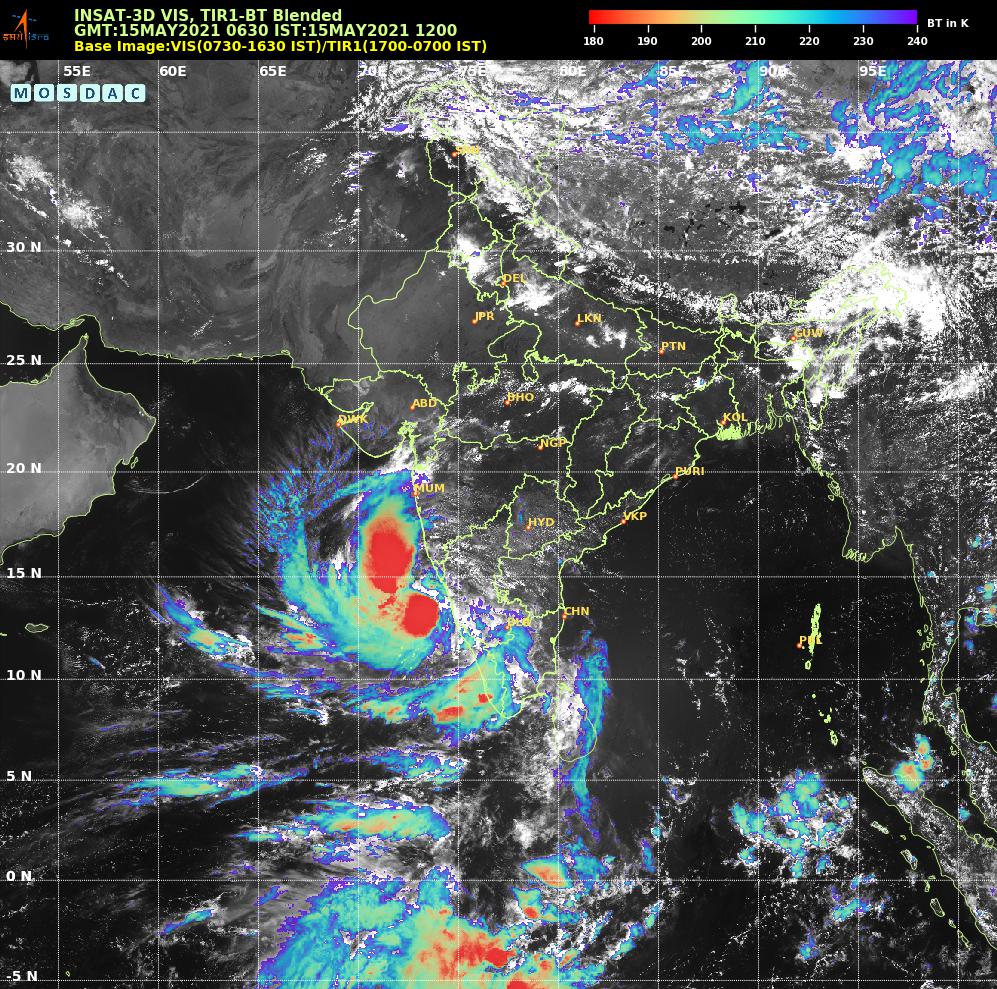 INSAT-3D VIS, TIR1-BT Blended
GMT:15MAY2021 0630 IST:15MAY2021 1200
Base Image:VIS(0730-1630 IST)/TIR1(1700-0700 IST)
BT in K
180 190 200 210 220 230 240
55E 60E 65E 70E 75E 80E 85E 90E 95E
MOSDAC
SRN
30 N
DEL
JPR LKN
GUW
PTN
25 N
ABD BHO
DWK KOL
NGP
20 N
PURI
MUM
HYD VKP
15 N
CHN
BLR
PBL
10 N
5 N
0 N
-5 N